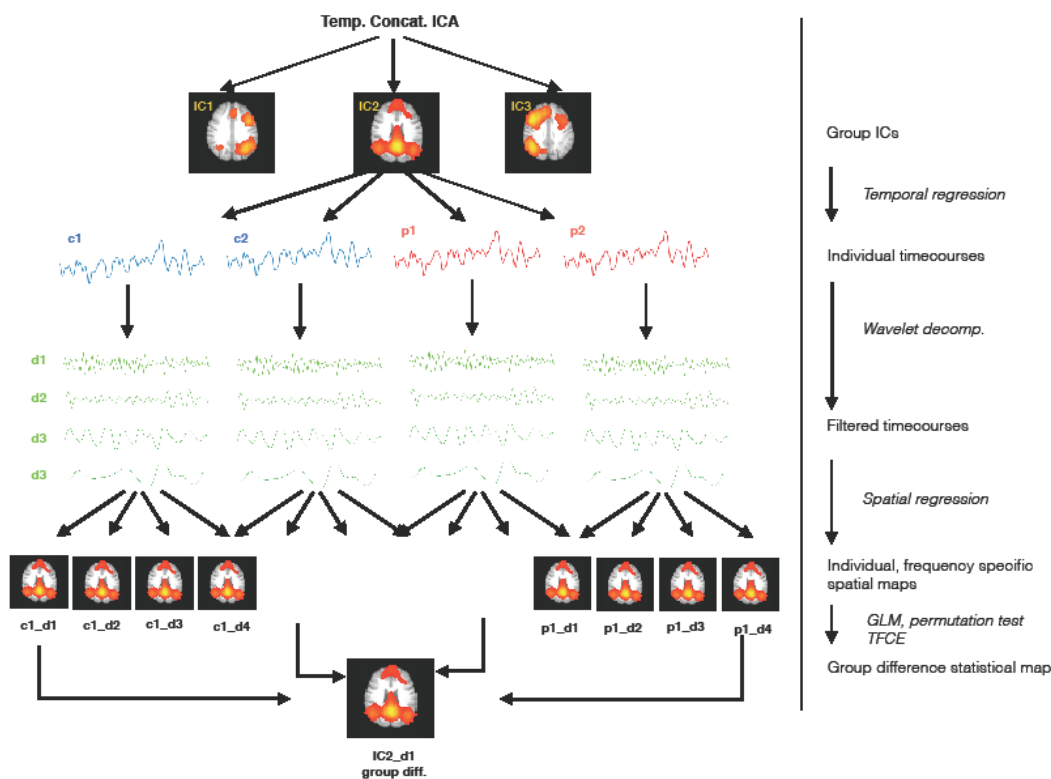 Temp. Concat. ICA
IC1
IC2
IC3
c1
c2
p1
p2
d1
d2
d3
d3
c1_d1
c1_d2
c1_d3
c1_d4
p1_d1
p1_d2
p1_d3
p1_d4
IC2_d1
group diff.
Group ICs
Temporal regression
Individual timecourses
Wavelet decomp.
Filtered timecourses
Spatial regression
Individual, frequency specific
spatial maps
GLM, permutation test
TFCE
Group difference statistical map